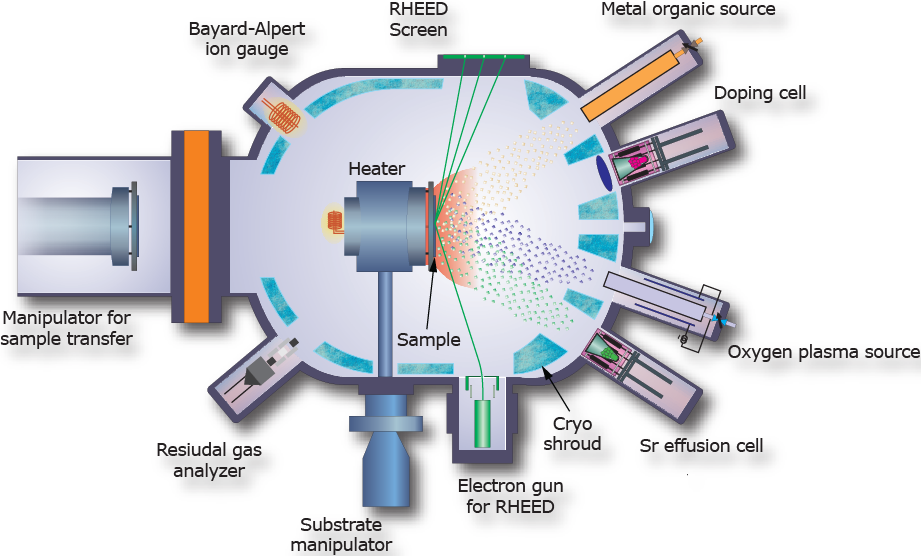 RHEED
Screen
Metal organic source
Bayard-Alpert
ion gauge
Doping cell
Heater
Manipulator for
sample transfer
Sample
Oxygen plasma source
Cryo
shroud
Resiudal gas
analyzer
Sr effusion cell
Electron gun
for RHEED
Substrate
manipulator